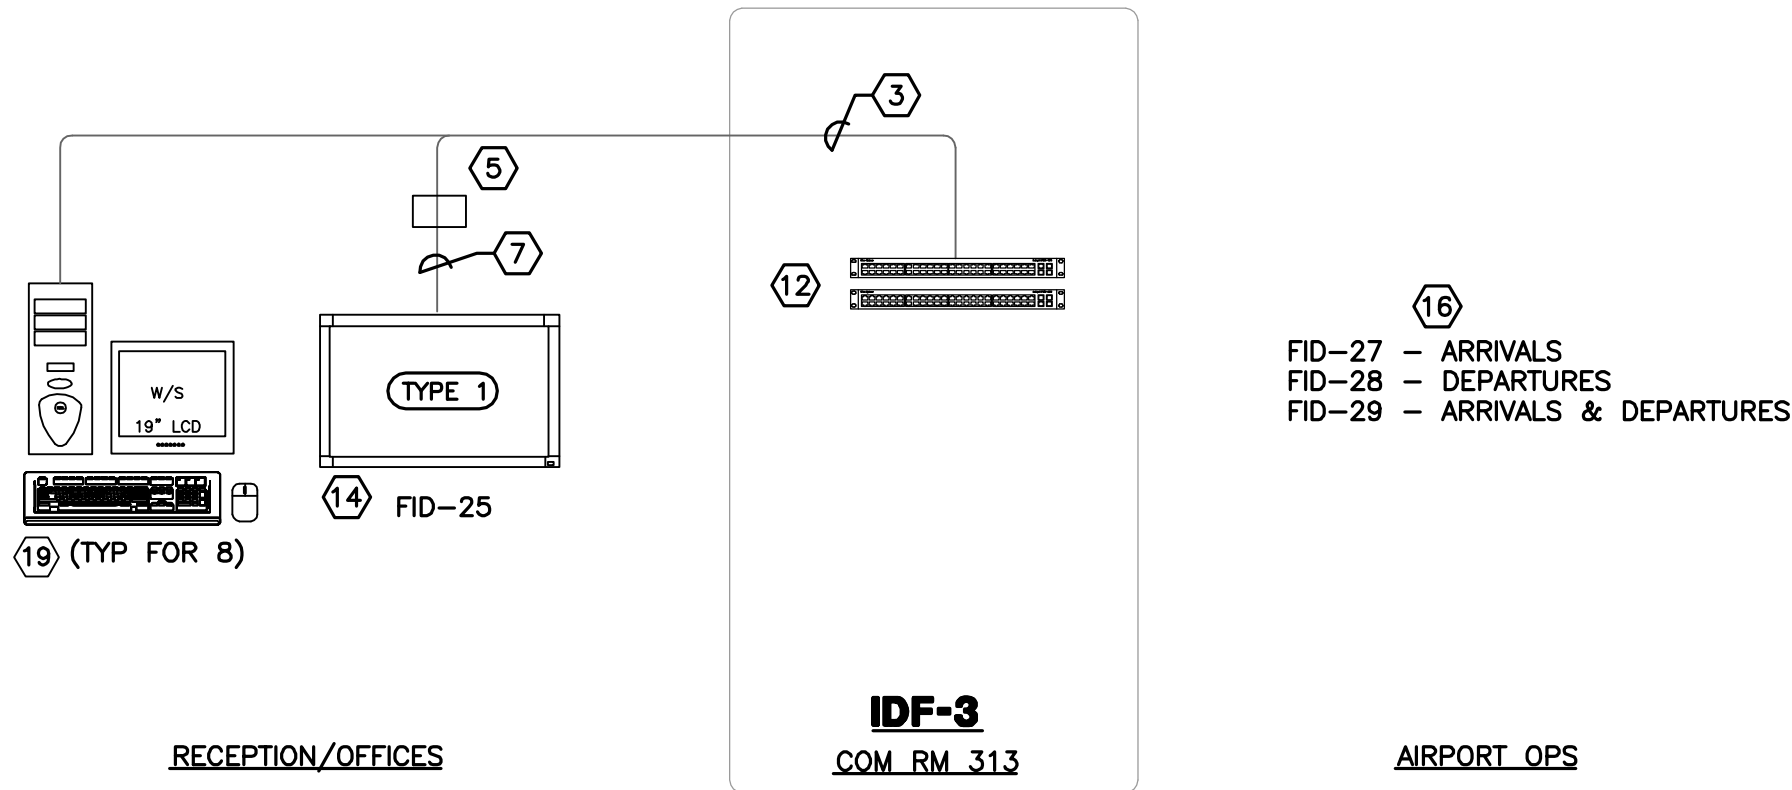 3
5
7
12
16
FID-27 - ARRIVALS
FID-28 - DEPARTURES
FID-29 - ARRIVALS & DEPARTURES
TYPE 1
W/S
19" LCD
14
FID-25
19 (TYP FOR 8)
IDF-3
COM RM 313
RECEPTION/OFFICES
AIRPORT OPS